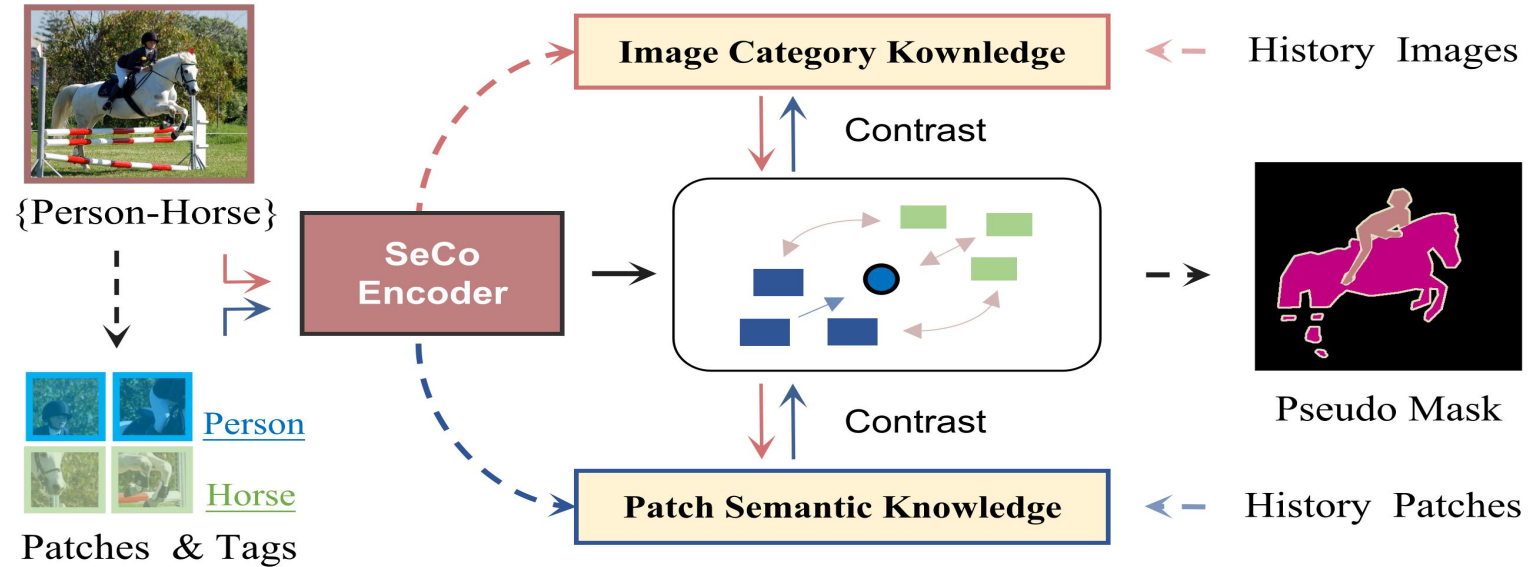 Image Category Kownledge
History Images
Contrast
{Person-Horse}
SeCo
Encoder
Pseudo Mask
Contrast
Person
Horse
Patch Semantic Knowledge
History Patches
Patches & Tags